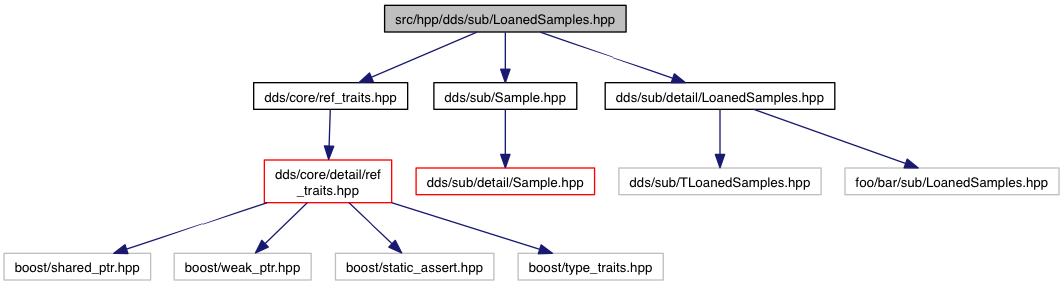 src/hpp/dds/sub/LoanedSamples.hpp
dds/core/ref_traits.hpp
dds/sub/Sample.hpp
dds/sub/detail/LoanedSamples.hpp
dds/core/detail/ref
_traits.hpp
dds/sub/detail/Sample.hpp
dds/sub/TLoanedSamples.hpp
foo/bar/sub/LoanedSamples.hpp
boost/shared_ptr.hpp
boost/weak_ptr.hpp
boost/static_assert.hpp
boost/type_traits.hpp